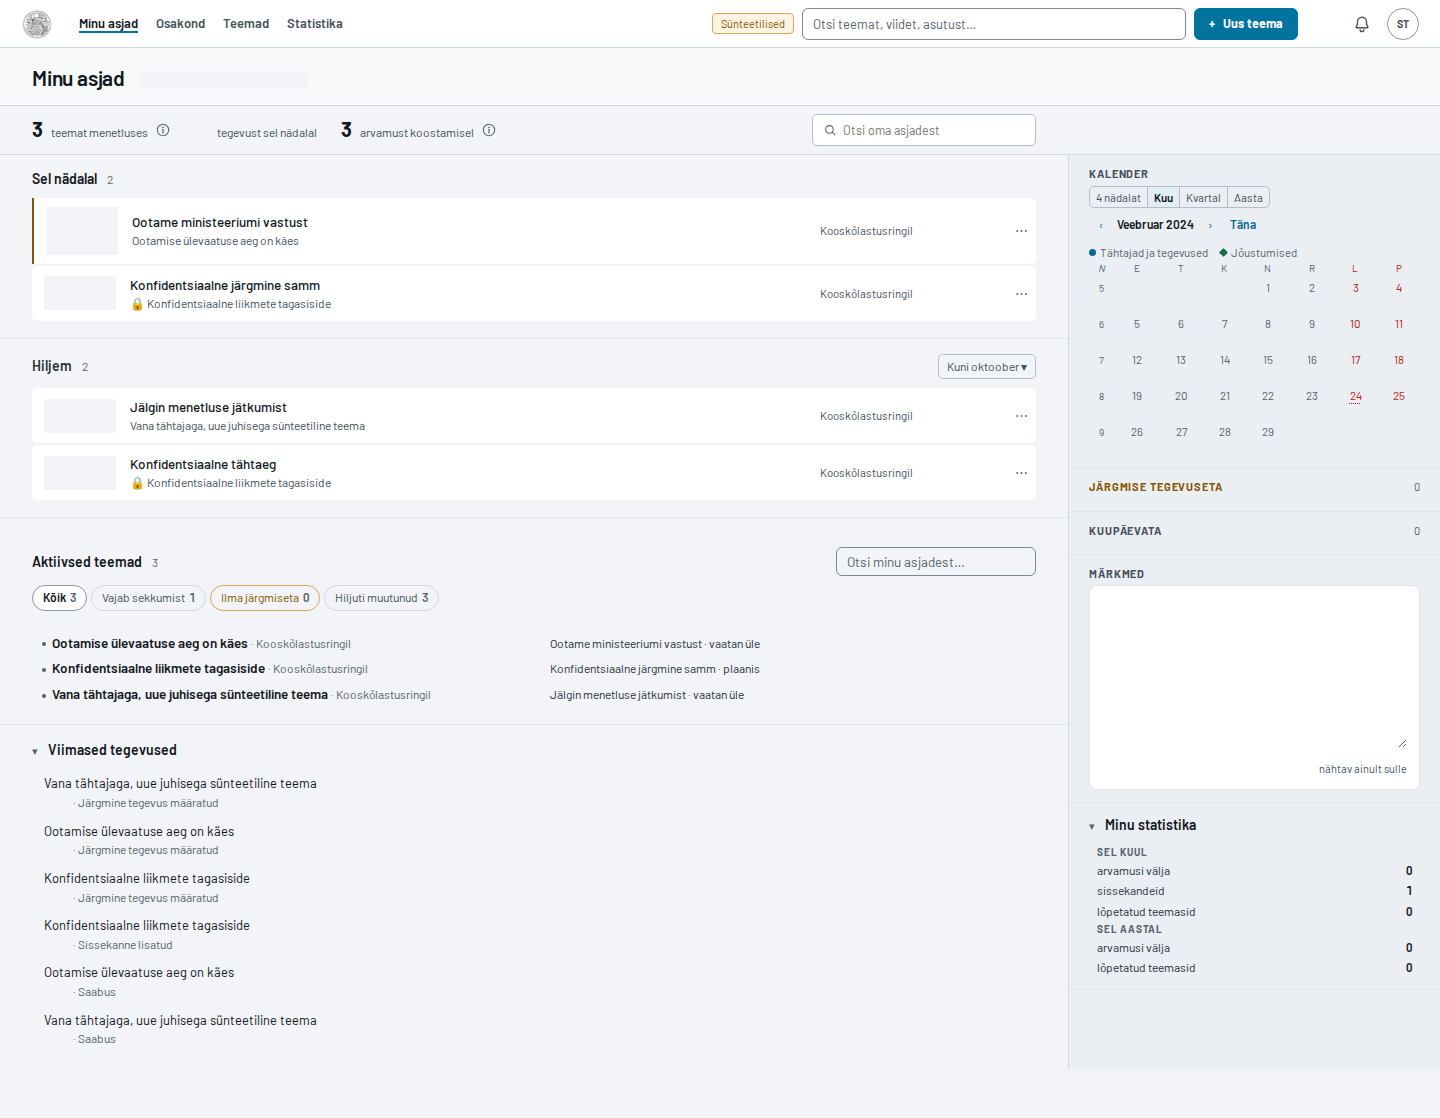 Minu asjad
Osakond
Teemad
Statistika
Sünteetilised
Otsi teemat, viidet, asutust...
+ Uus teema
ST
Minu asjad
3 teemat menetluses
tegevust sel nädalal
3 arvamust koostamisel
Otsi oma asjadest
Sel nädalal 2
Ootame ministeeriumi vastust
Ootamise ülevaatuse aeg on käes
Kooskõlastusringil
Konfidentsiaalne järgmine samm
Konfidentsiaalne liikmete tagasiside
Kooskõlastusringil
Hiljem 2
Kuni oktoober ▾
Jälgin menetluse jätkumist
Vana tähtajaga, uue juhisega sünteetiline teema
Kooskõlastusringil
Konfidentsiaalne tähtaeg
Konfidentsiaalne liikmete tagasiside
Kooskõlastusringil
Aktiivsed teemad 3
Otsi minu asjadest...
Kõik 3
Vajab sekkumist 1
Ilma järgmiseta 0
Hiljuti muutunud 3
Ootamise ülevaatuse aeg on käes · Kooskõlastusringil
Ootame ministeeriumi vastust · vaatan üle
Konfidentsiaalne liikmete tagasiside · Kooskõlastusringil
Konfidentsiaalne järgmine samm · plaanis
Vana tähtajaga, uue juhisega sünteetiline teema · Kooskõlastusringil
Jälgin menetluse jätkumist · vaatan üle
▾ Viimased tegevused
Vana tähtajaga, uue juhisega sünteetiline teema
· Järgmine tegevus määratud
Ootamise ülevaatuse aeg on käes
· Järgmine tegevus määratud
Konfidentsiaalne liikmete tagasiside
· Järgmine tegevus määratud
Konfidentsiaalne liikmete tagasiside
· Sissekanne lisatud
Ootamise ülevaatuse aeg on käes
· Saabus
Vana tähtajaga, uue juhisega sünteetiline teema
· Saabus
KALENDER
4 nädalat Kuu Kvartal Aasta
‹ Veebruar 2024 › Täna
Tähtajad ja tegevused Jõustumised
N E T K N R L P
5 1 2 3 4
6 5 6 7 8 9 10 11
7 12 13 14 15 16 17 18
8 19 20 21 22 23 24 25
9 26 27 28 29
JÄRGMISE TEGEVUSETA 0
KUUPÄEVATA 0
MÄRKMED
nähtav ainult sulle
▾ Minu statistika
SEL KUUL
arvamusi välja 0
sissekandeid 1
lõpetatud teemasid 0
SEL AASTAL
arvamusi välja 0
lõpetatud teemasid 0